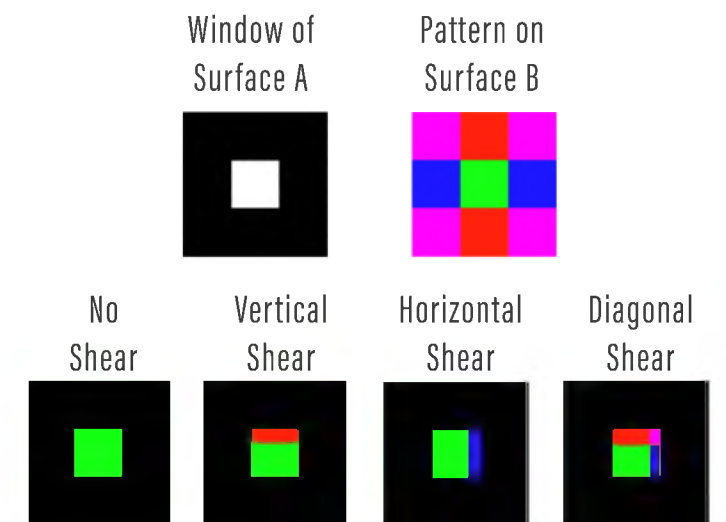 Window of
Surface A
Pattern on
Surface B
No
Shear
Vertical
Shear
Horizontal
Shear
Diagonal
Shear